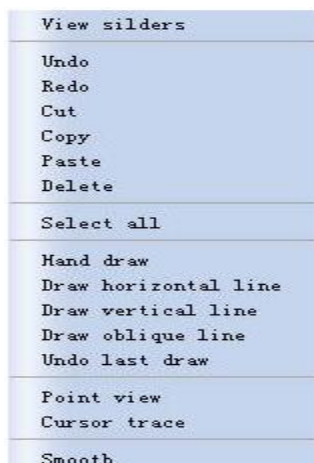 View silders
Undo
Redo
Cut
Copy
Paste
Delete
Select all
Hand draw
Draw horizontal line
Draw vertical line
Draw oblique line
Undo last draw
Point view
Cursor trace
Smooth